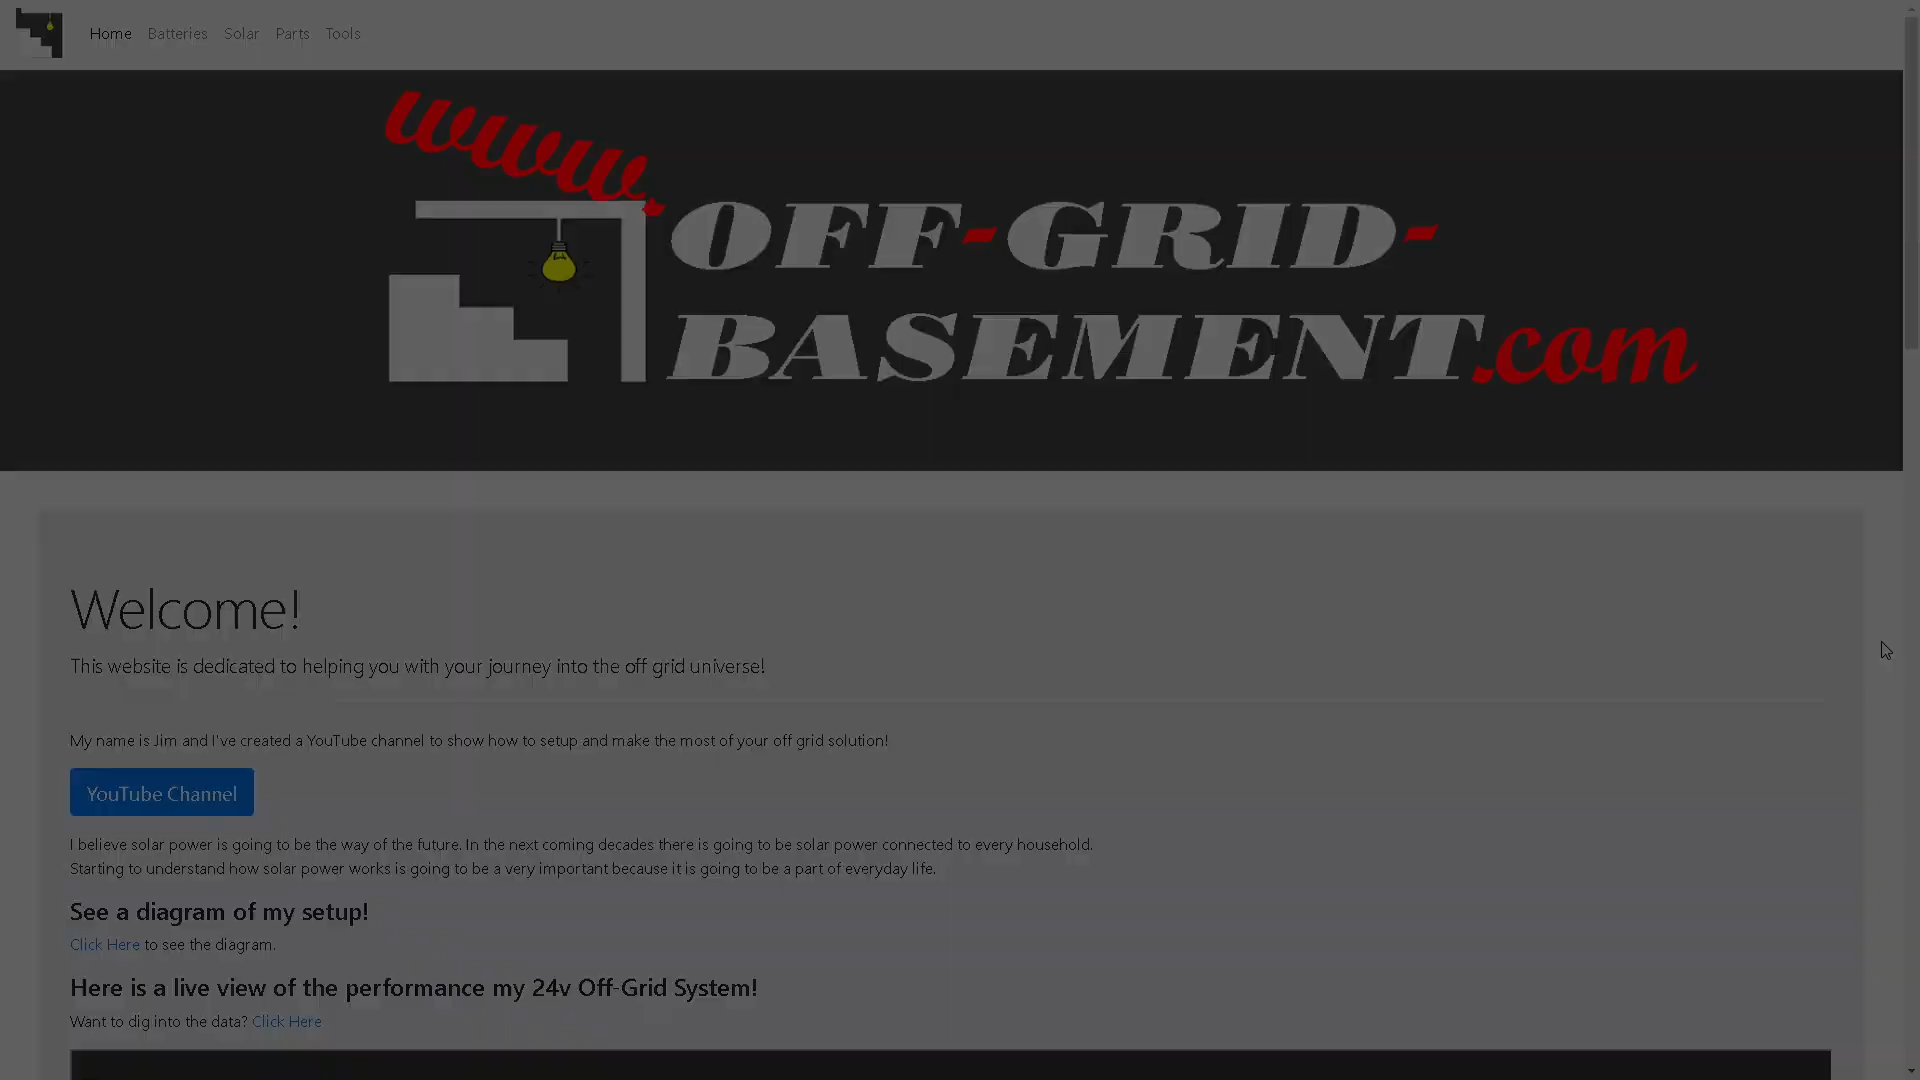 Home Batteries Solar Parts Tools
www.
OFF-GRID-
BASEMENT.com
Welcome!
This website is dedicated to helping you with your journey into the off grid universe!
My name is Jim and I've created a YouTube channel to show how to setup and make the most of your off grid solution!
YouTube Channel
I believe solar power is going to be the way of the future. In the next coming decades there is going to be solar power connected to every household.
Starting to understand how solar power works is going to be a very important because it is going to be a part of everyday life.
See a diagram of my setup!
Click Here to see the diagram.
Here is a live view of the performance my 24v Off-Grid System!
Want to dig into the data? Click Here